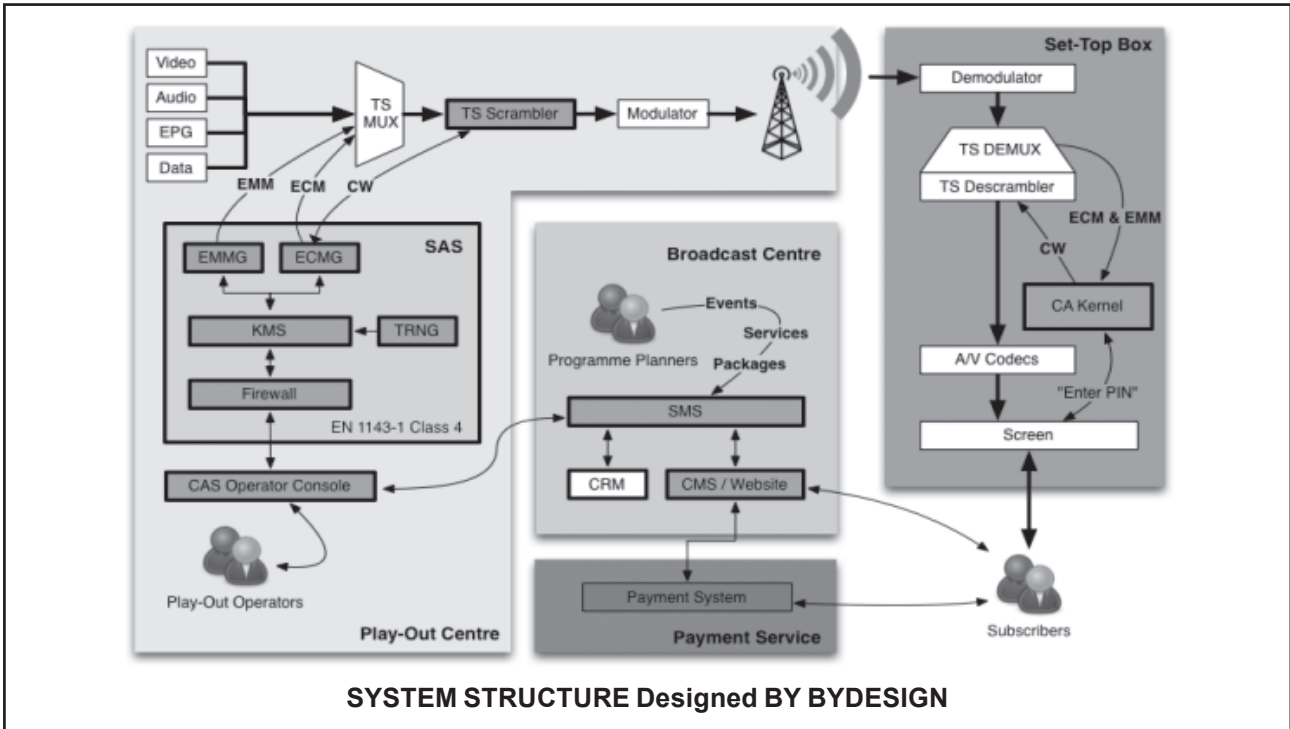 Video
Audio
EPG
Data
TS
MUX
TS Scrambler
Modulator
EMM
ECM
CW
SAS
EMMG
ECMG
KMS
TRNG
Firewall
EN 1143-1 Class 4
CAS Operator Console
Play-Out Operators
Play-Out Centre
Broadcast Centre
Programme Planners
Events
Services
Packages
SMS
CRM
CMS / Website
Payment System
Payment Service
Set-Top Box
Demodulator
TS DEMUX
TS Descrambler
ECM & EMM
CW
CA Kernel
A/V Codecs
"Enter PIN"
Screen
Subscribers
SYSTEM STRUCTURE Designed BY BYDESIGN